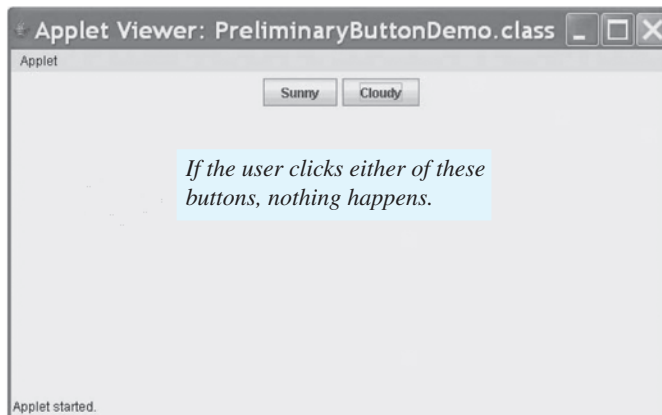 Applet Viewer: PreliminaryButtonDemo.class
Applet
Sunny Cloudy
If the user clicks either of these
buttons, nothing happens.
Applet started.